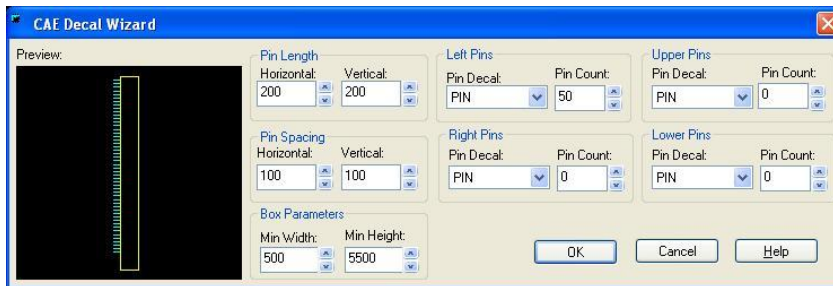 CAE Decal Wizard
Preview:
Pin Length
Horizontal: Vertical:
200 200
Pin Spacing
Horizontal: Vertical:
100 100
Box Parameters
Min Width: Min Height:
500 5500
Left Pins
Pin Decal: Pin Count:
PIN 50
Right Pins
Pin Decal: Pin Count:
PIN 0
Upper Pins
Pin Decal: Pin Count:
PIN 0
Lower Pins
Pin Decal: Pin Count:
PIN 0
OK Cancel Help